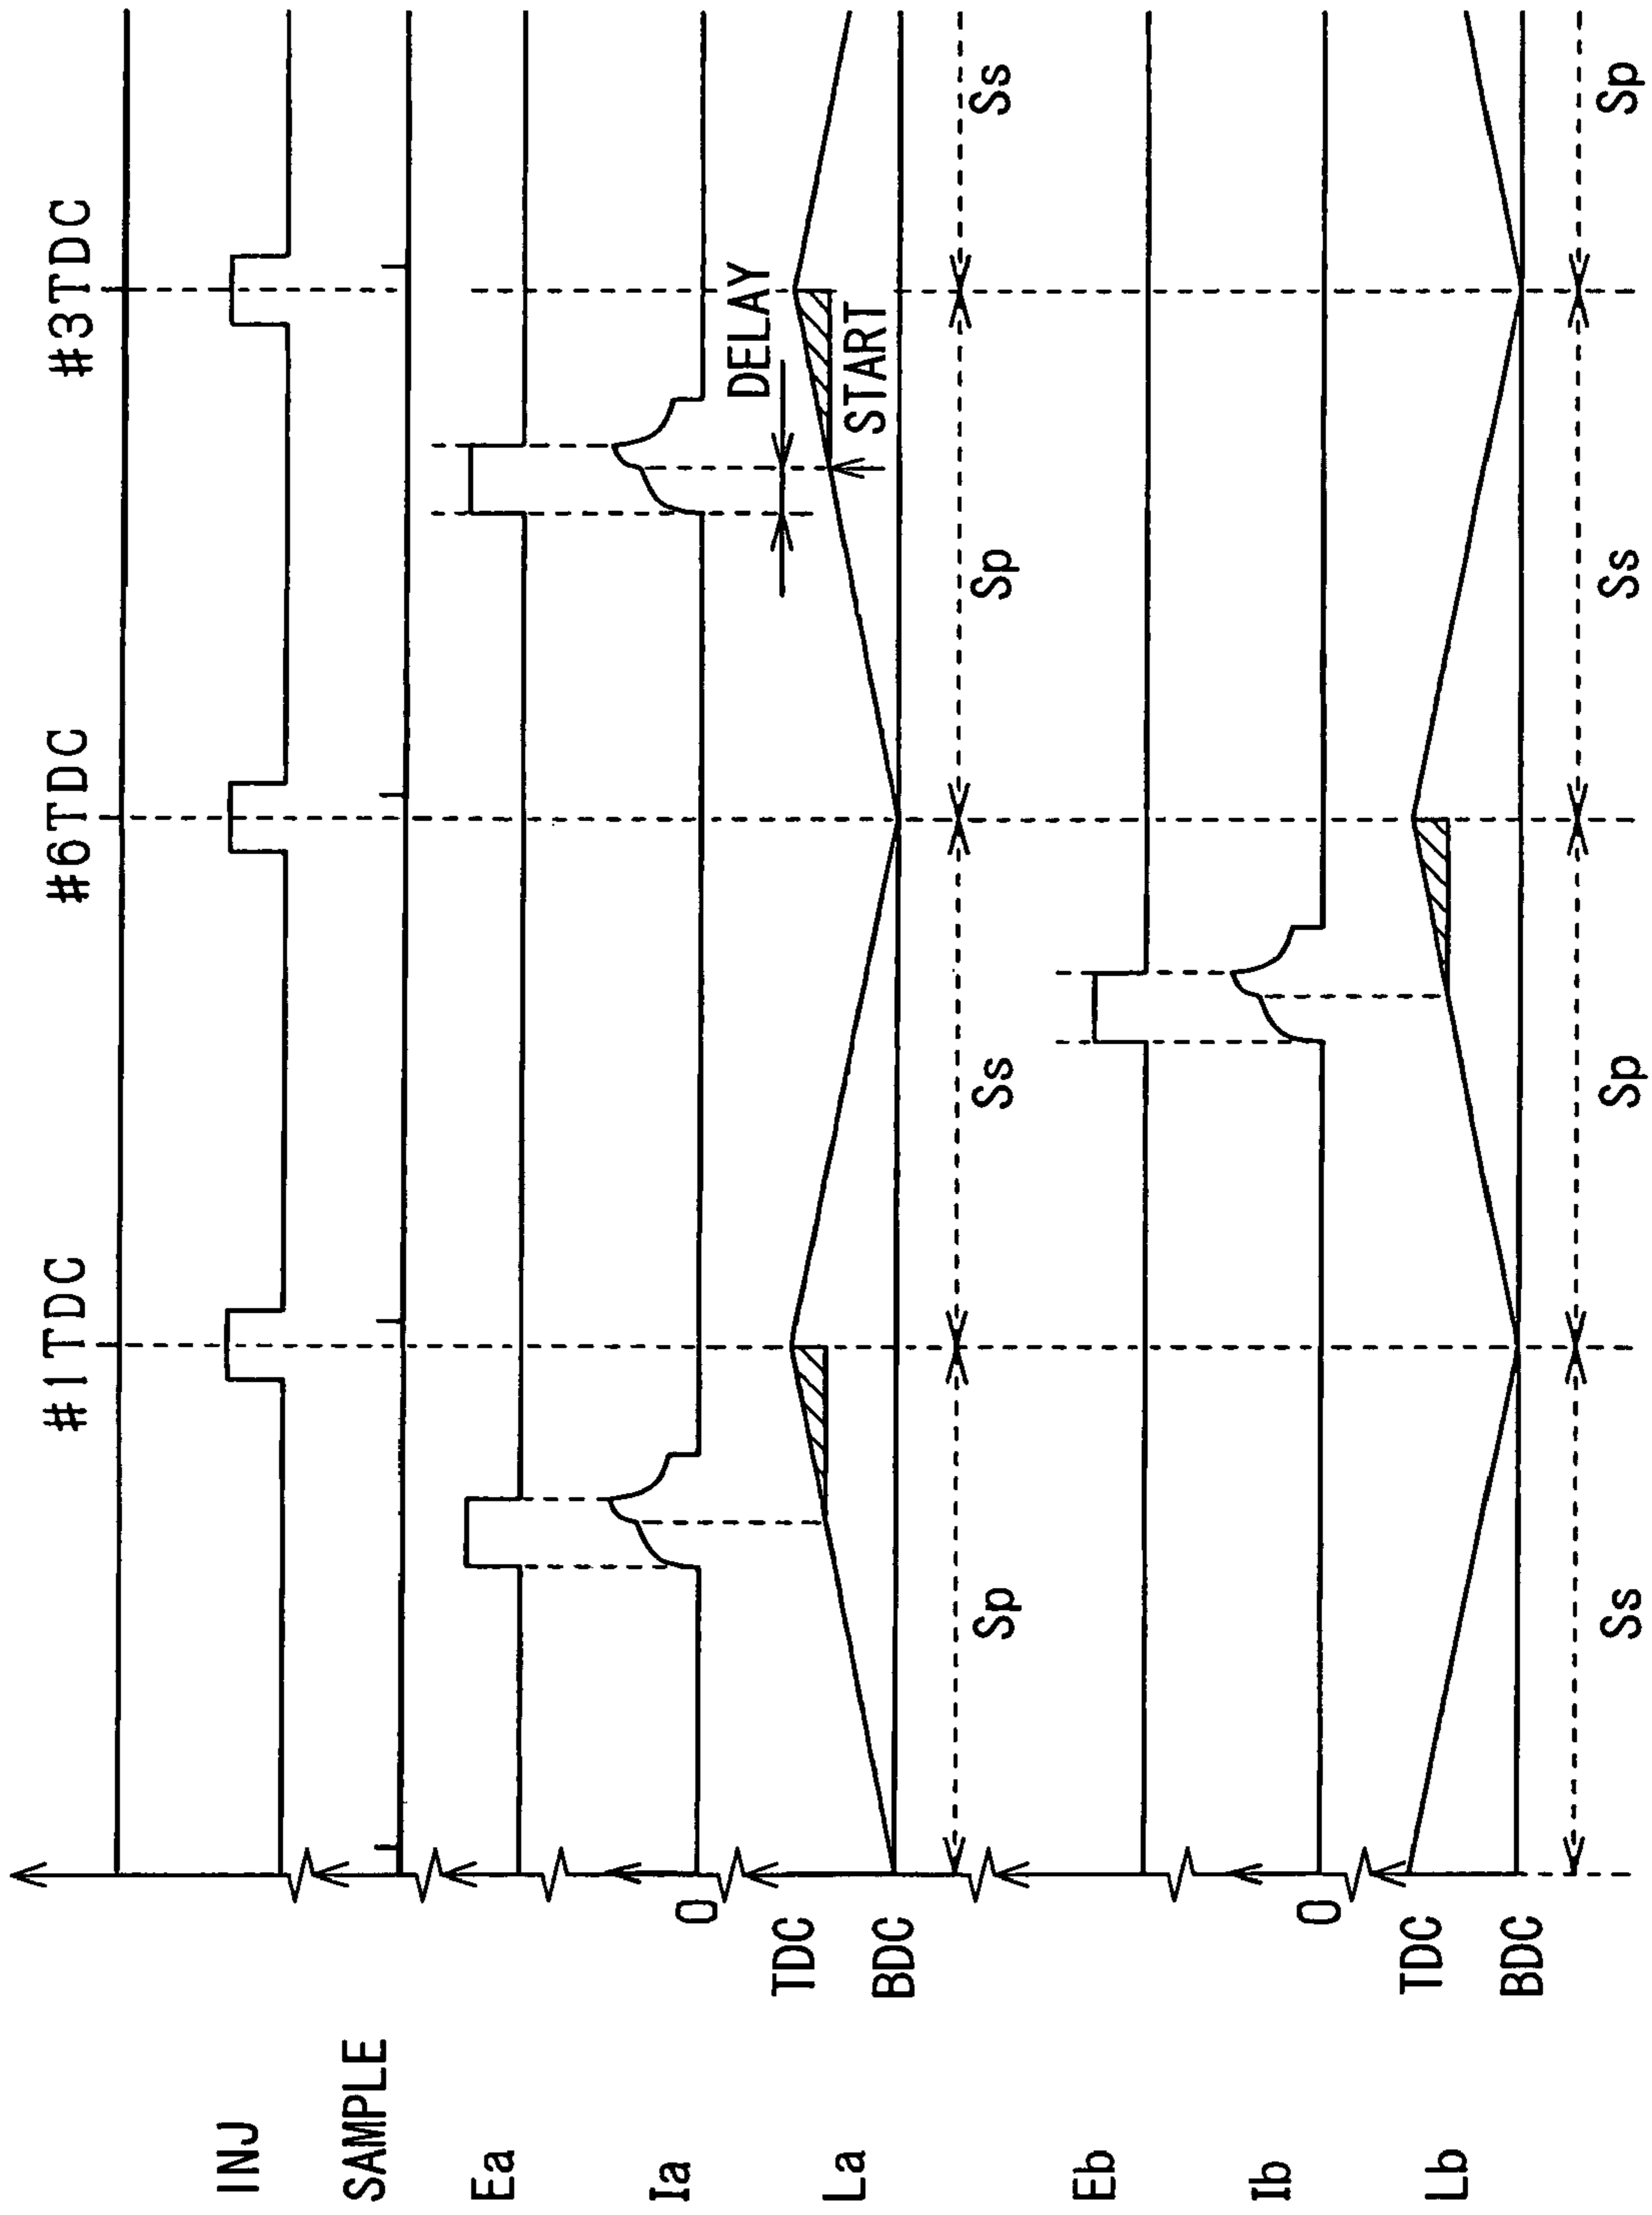 #1TDC #6TDC #3TDC
INJ
SAMPLE
Ea
Ia 0
DELAY
La TDC
START
BDC
Sp Ss Sp Ss
Eb
Ib 0
Lb TDC
BDC
Ss Sp Ss Sp